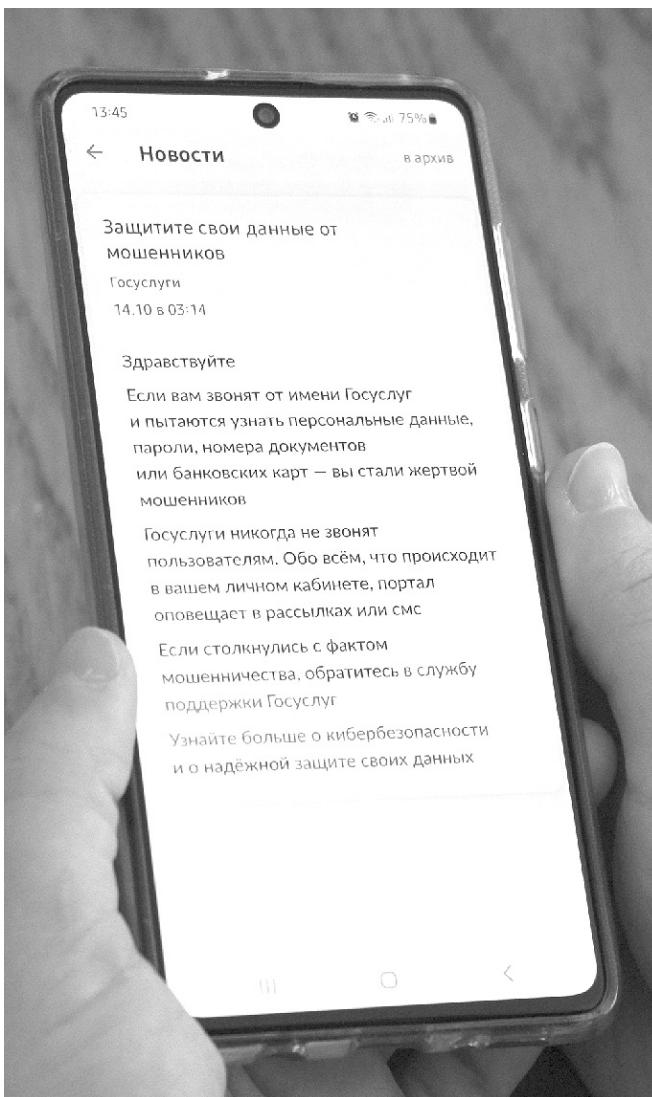 13:45
75%
Новости
в архив
Защитите свои данные от
мошенников
Госуслуги
14.10 в 03:14
Здравствуйте
Если вам звонят от имени Госуслуг
и пытаются узнать персональные данные,
пароли, номера документов
или банковских карт — вы стали жертвой
мошенников
Госуслуги никогда не звонят
пользователям. Обо всём, что происходит
в вашем личном кабинете, портал
оповещает в рассылках или смс
Если столкнулись с фактом
мошенничества, обратитесь в службу
поддержки Госуслуг
Узнайте больше о кибербезопасности
и о надёжной защите своих данных